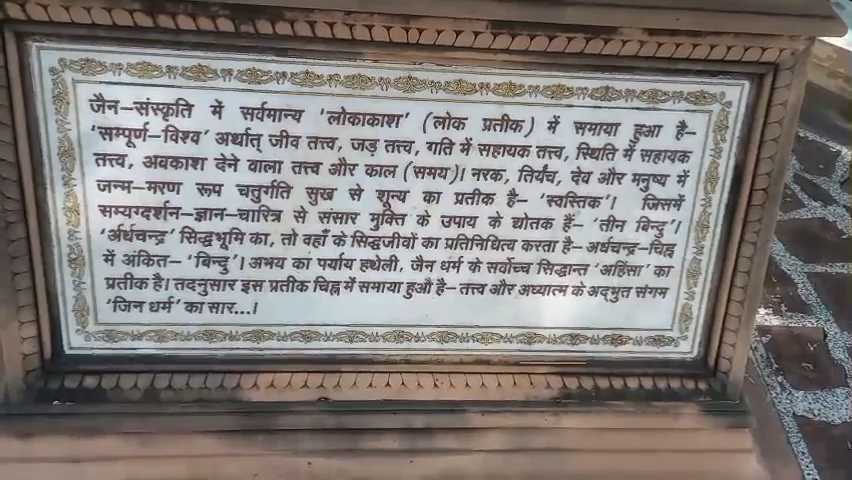 जैन-संस्कृति में सर्वमान्य 'लोकाकाश' (लोक प्रतीक) में समाया हुआ है-
'सम्पूर्ण-विश्व' अर्थात् जीव तत्त्व, जड़ तत्त्व, गति में सहायक तत्त्व, स्थिति में सहायक
तत्त्व, अवकाश देने वाला तत्त्व और काल (समय)। नरक, तिर्यंच, देव और मनुष्य में
जन्म-मरण रूप चतुर्गति सुख से शून्य का प्रतीक है- 'स्वस्तिक'। जिसमें
सम्यग्दर्शन-ज्ञान-चारित्र से संसार मुक्ति के उपाय के द्योतक हैं- 'तीन बिन्दु'।
'अर्धचन्द्र' सिद्धभूमि का, तो वहाँ के सिद्धजीवों का प्रतिनिधित्य करता है- अर्धचन्द्र-चिह्न
में अंकित- 'बिन्दु'। अभय का पर्याय हथेली, जैन धर्म के सर्वोच्च सिद्धान्त 'अहिंसा' का
प्रतीक है। तदनुसार इस प्रतीक चिह्न में समाया हुआ है-तत्त्व और अध्यात्म के अद्भुत संगम
'जिन धर्म' का सार...।